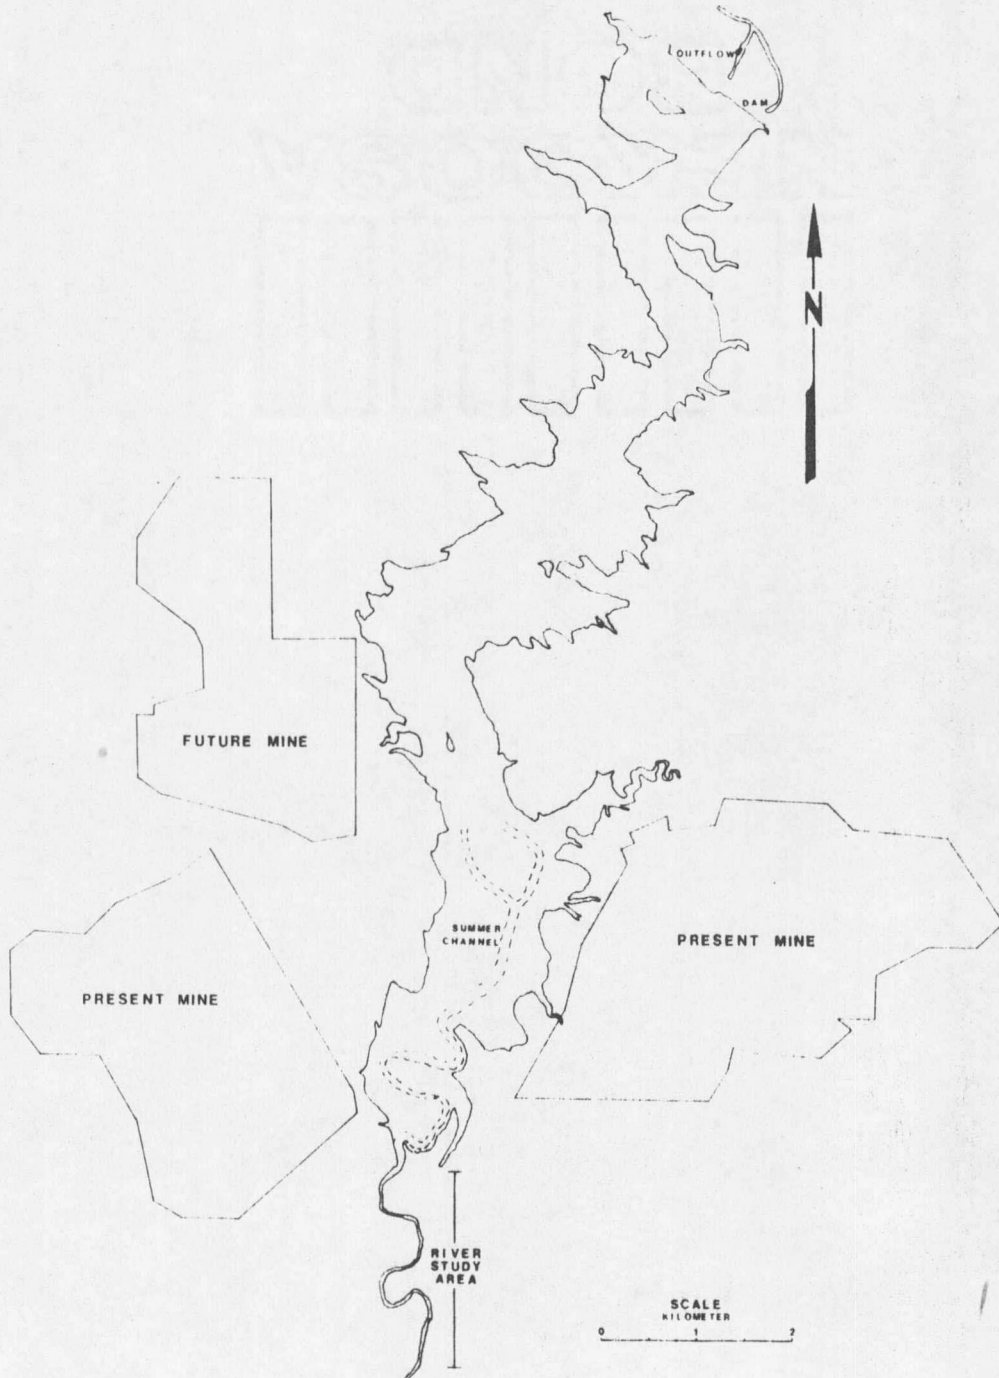 OUTFLOW
DAM
N
FUTURE MINE
SUMMER
CHANNEL
PRESENT MINE
PRESENT MINE
RIVER
STUDY
AREA
SCALE
KILOMETER
0 1 2